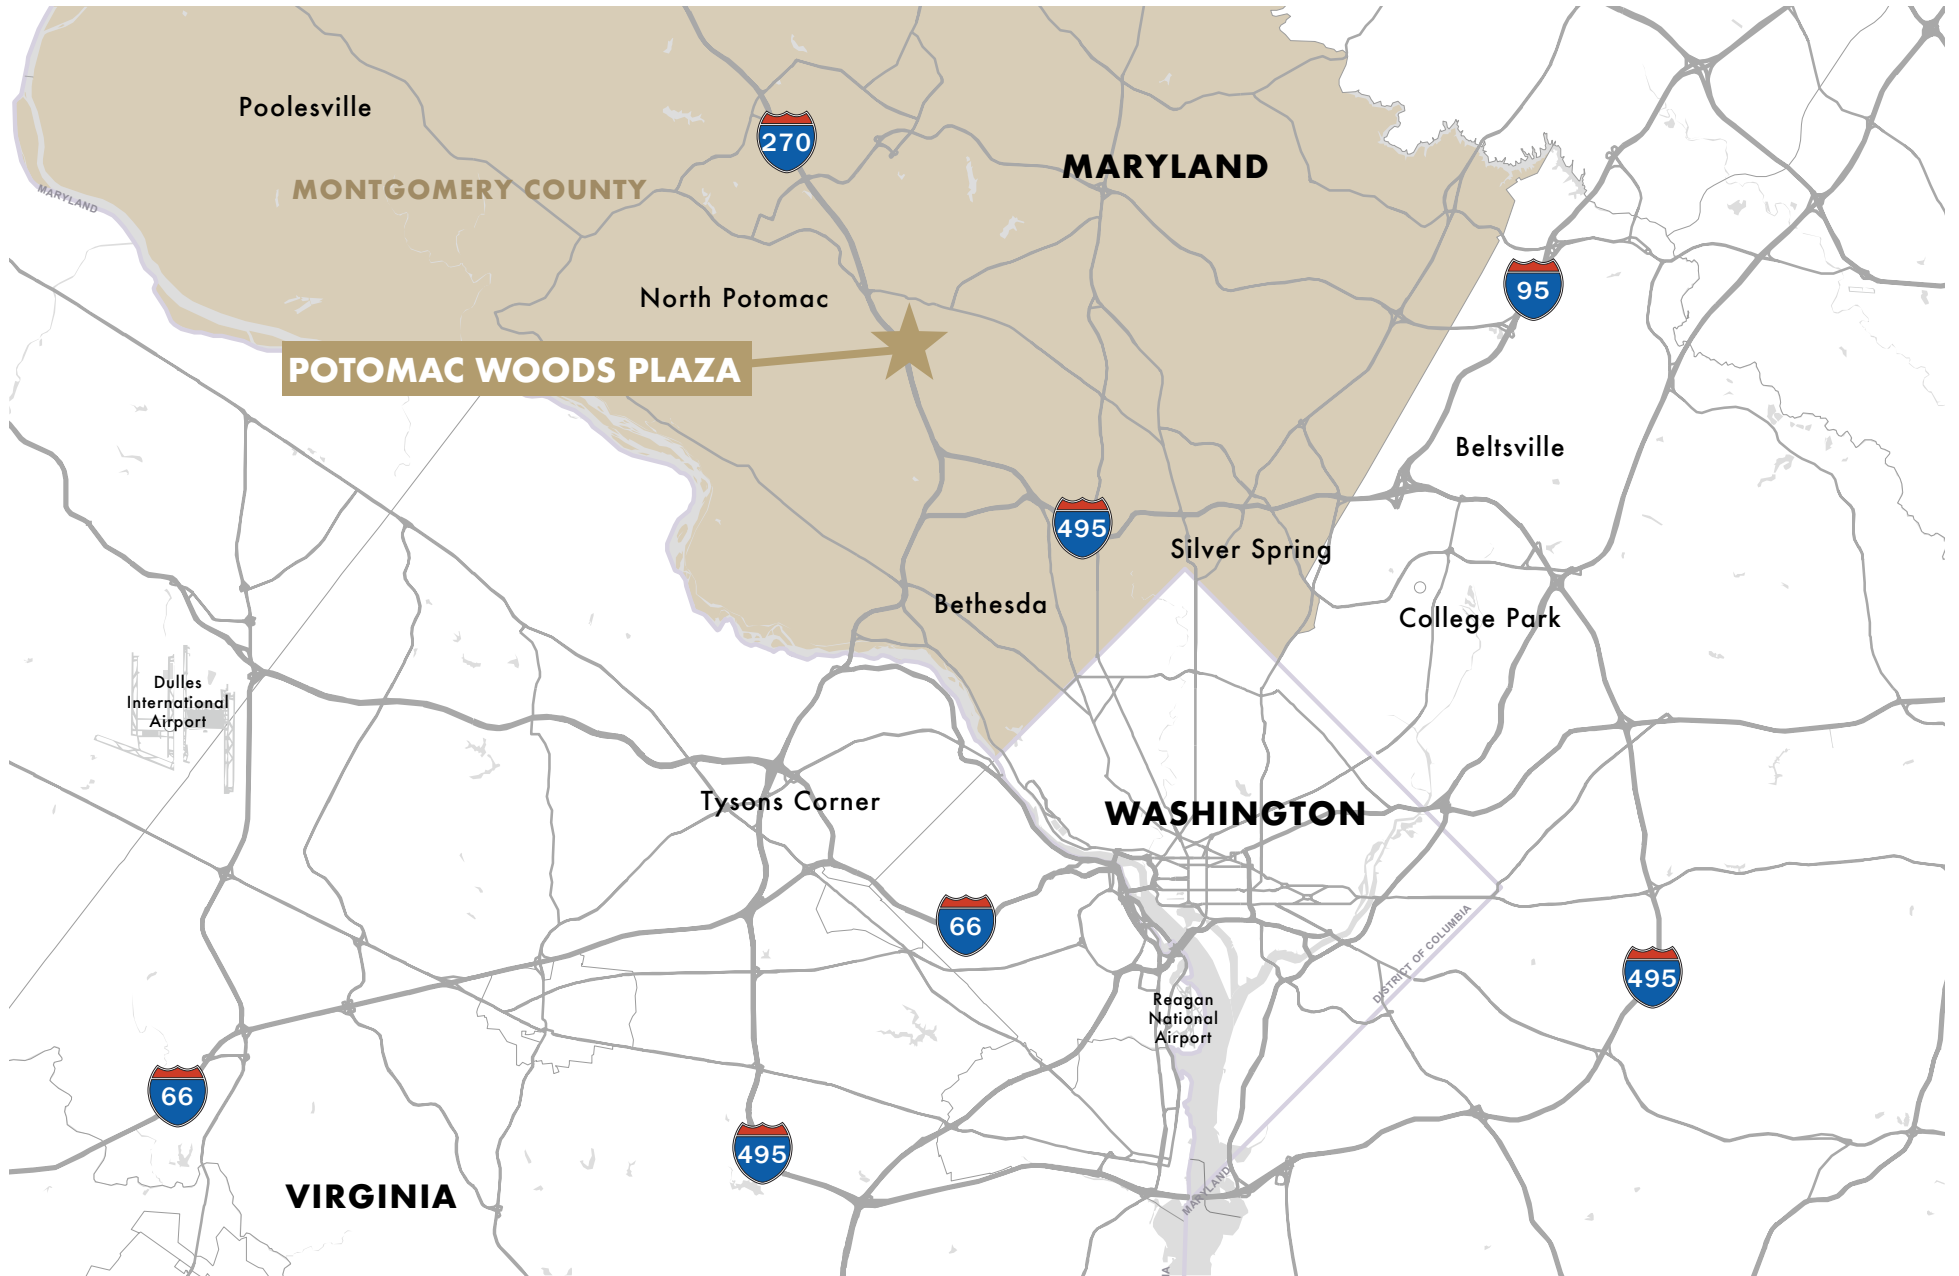 Poolesville
270
MARYLAND
MONTGOMERY COUNTY
MARYLAND
North Potomac
95
POTOMAC WOODS PLAZA
Beltsville
495
Silver Spring
Bethesda
College Park
Dulles
International
Airport
Tysons Corner
WASHINGTON
66
DISTRICT OF COLUMBIA
495
Reagan
National
Airport
66
495
MARYLAND
VIRGINIA